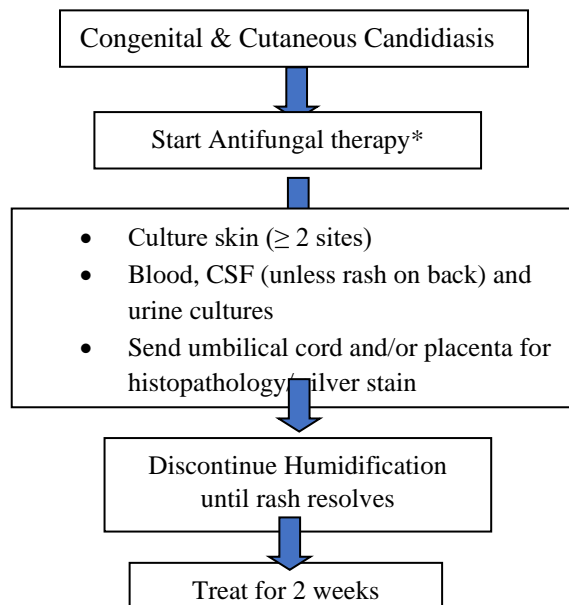 Congenital & Cutaneous Candidiasis
Start Antifungal therapy*
• Culture skin (≥ 2 sites)
• Blood, CSF (unless rash on back) and
urine cultures
• Send umbilical cord and/or placenta for
histopathology/silver stain
Discontinue Humidification
until rash resolves
Treat for 2 weeks